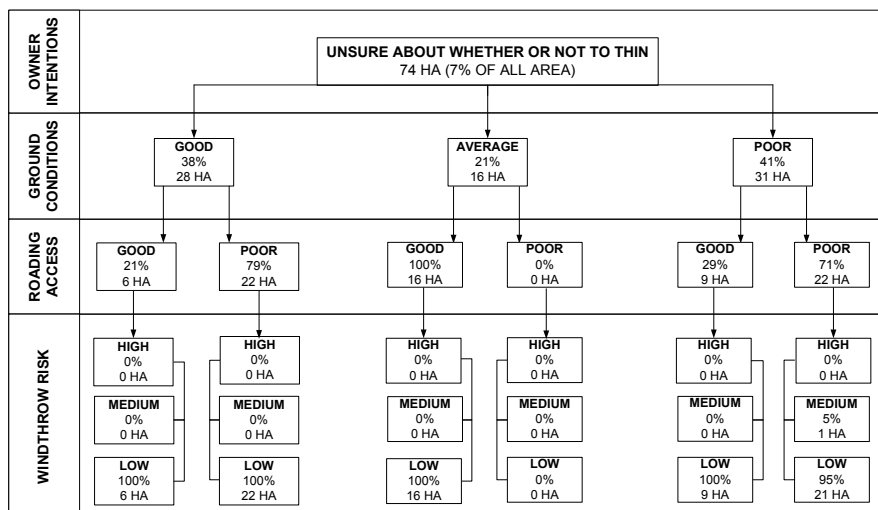 OWNER
INTENTIONS
UNSURE ABOUT WHETHER OR NOT TO THIN
74 HA (7% OF ALL AREA)
GROUND
CONDITIONS
GOOD
38%
28 HA
AVERAGE
21%
16 HA
POOR
41%
31 HA
ROADING
ACCESS
GOOD
21%
6 HA
POOR
79%
22 HA
GOOD
100%
16 HA
POOR
0%
0 HA
GOOD
29%
9 HA
POOR
71%
22 HA
WINDTHROW RISK
HIGH
0%
0 HA
HIGH
0%
0 HA
HIGH
0%
0 HA
HIGH
0%
0 HA
HIGH
0%
0 HA
HIGH
0%
0 HA
MEDIUM
0%
0 HA
MEDIUM
0%
0 HA
MEDIUM
0%
0 HA
MEDIUM
0%
0 HA
MEDIUM
0%
0 HA
MEDIUM
5%
1 HA
LOW
100%
6 HA
LOW
100%
22 HA
LOW
100%
16 HA
LOW
0%
0 HA
LOW
100%
9 HA
LOW
95%
21 HA